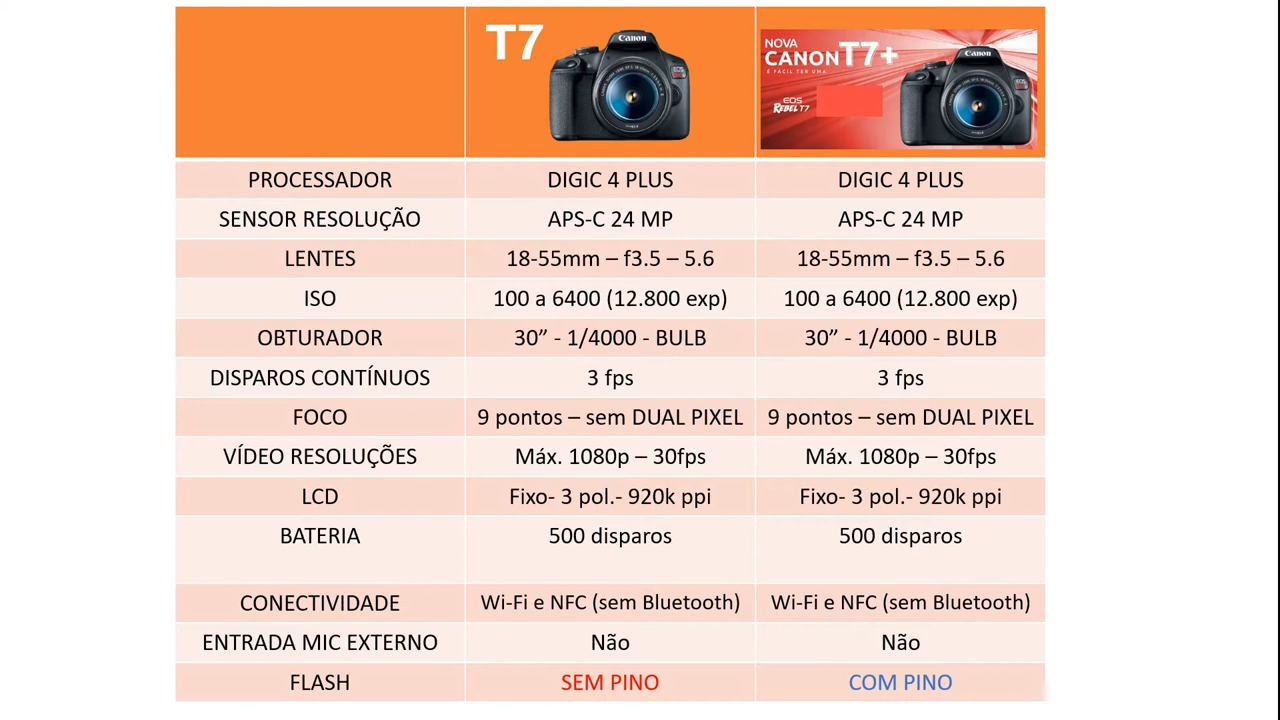 T7
Canon
NOVA
CANON T7+
É FÁCIL TER UMA
EOS
REBEL T7
Canon
PROCESSADOR DIGIC 4 PLUS DIGIC 4 PLUS
SENSOR RESOLUÇÃO APS-C 24 MP APS-C 24 MP
LENTES 18-55mm – f3.5 – 5.6 18-55mm – f3.5 – 5.6
ISO 100 a 6400 (12.800 exp) 100 a 6400 (12.800 exp)
OBTURADOR 30” - 1/4000 - BULB 30” - 1/4000 - BULB
DISPAROS CONTÍNUOS 3 fps 3 fps
FOCO 9 pontos – sem DUAL PIXEL 9 pontos – sem DUAL PIXEL
VÍDEO RESOLUÇÕES Máx. 1080p – 30fps Máx. 1080p – 30fps
LCD Fixo- 3 pol.- 920k ppi Fixo- 3 pol.- 920k ppi
BATERIA 500 disparos 500 disparos
CONECTIVIDADE Wi-Fi e NFC (sem Bluetooth) Wi-Fi e NFC (sem Bluetooth)
ENTRADA MIC EXTERNO Não Não
FLASH SEM PINO COM PINO